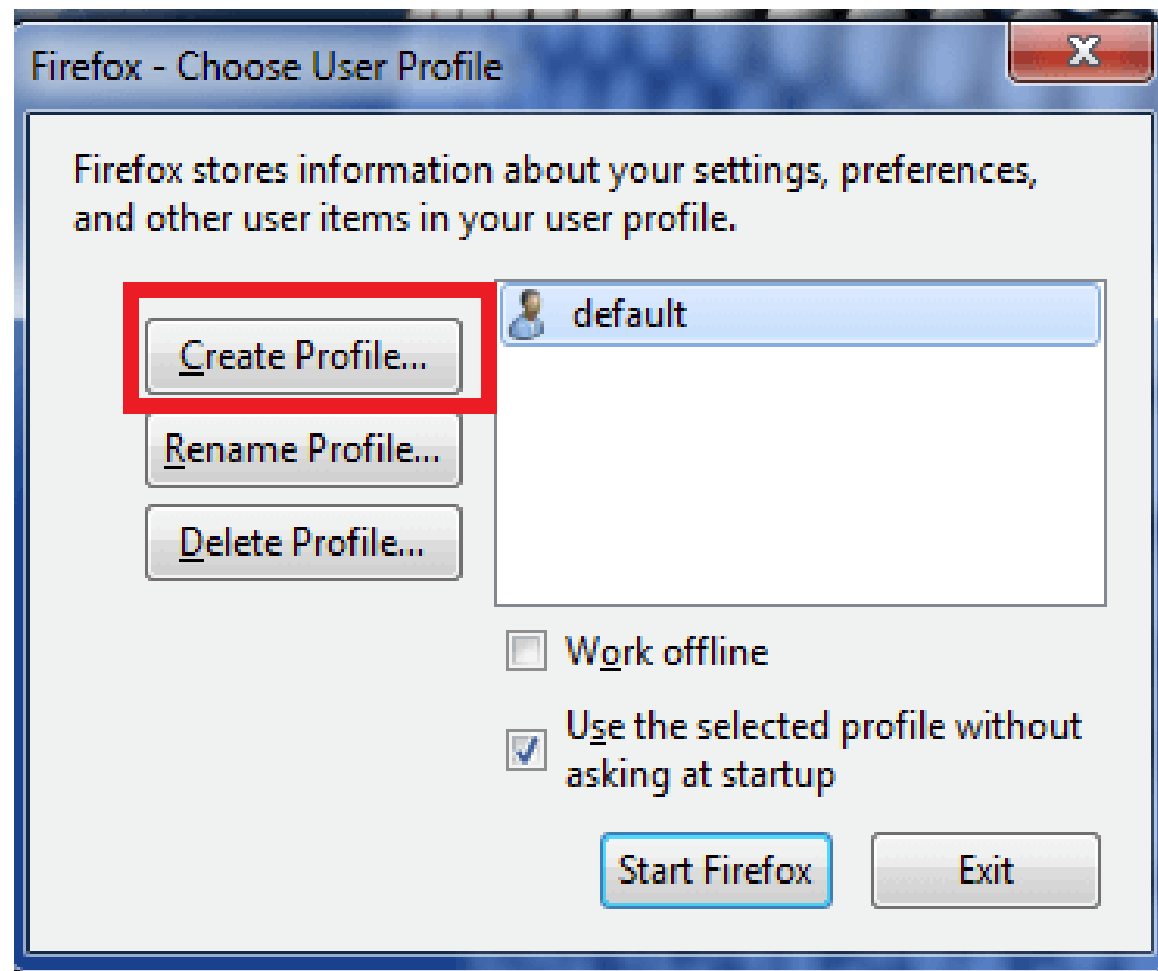 Firefox - Choose User Profile
Firefox stores information about your settings, preferences,
and other user items in your user profile.
default
Create Profile...
Rename Profile...
Delete Profile...
Work offline
Use the selected profile without
asking at startup
Start Firefox
Exit